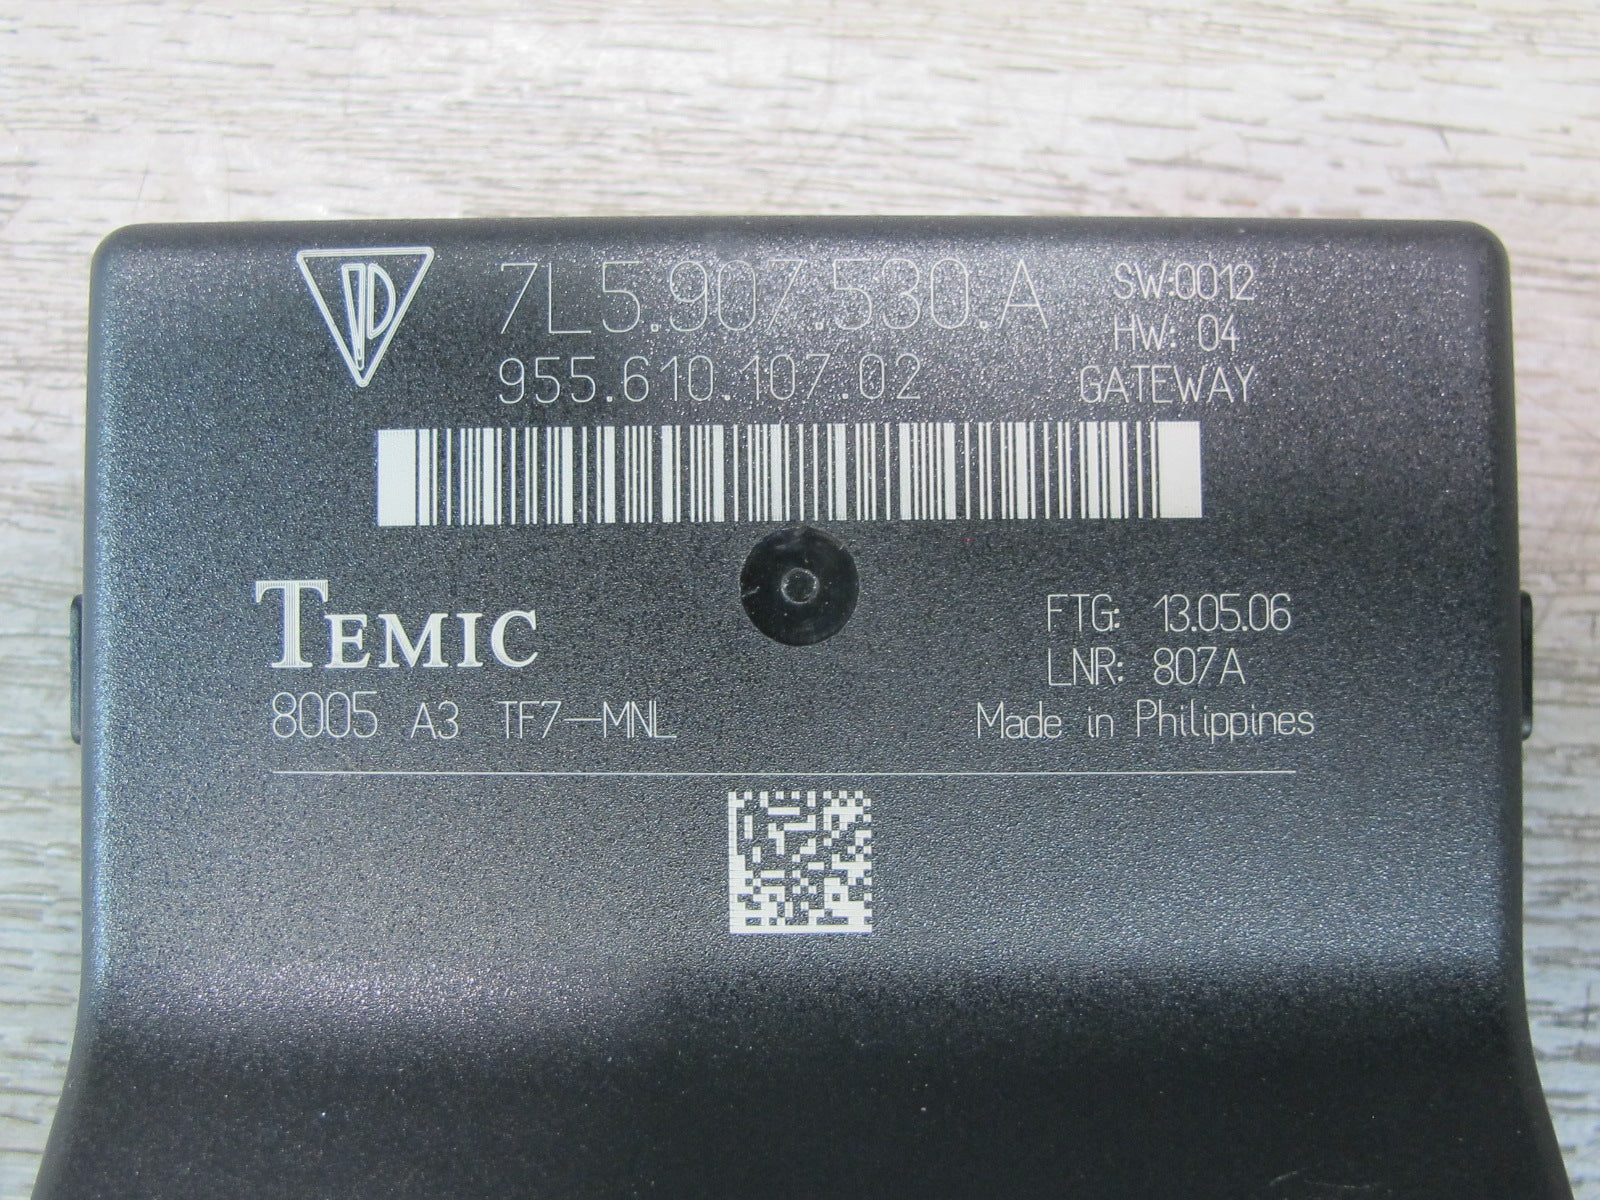 7L5.907.530.A SW:0012
HW: 04
955.610.107.02 GATEWAY
TEMIC
8005 A3 TF7-MNL
FTG: 13.05.06
LNR: 807A
Made in Philippines